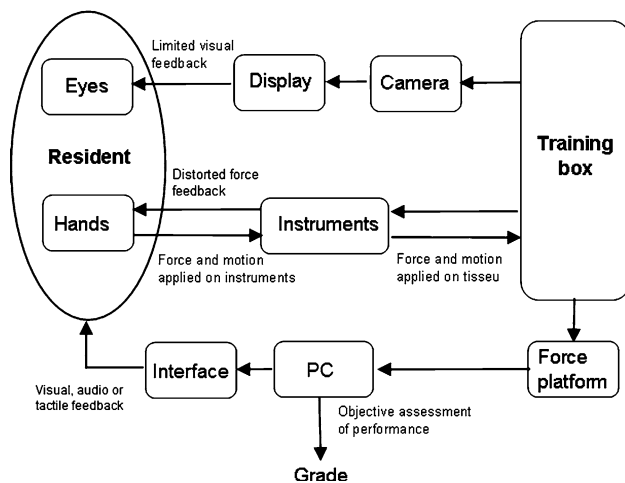 Limited visual
feedback
Eyes
Display
Camera
Resident
Training
box
Distorted force
feedback
Hands
Instruments
Force and motion
applied on instruments
Force and motion
applied on tisseu
Interface
PC
Force
platform
Visual, audio or
tactile feedback
Objective assessment
of performance
Grade